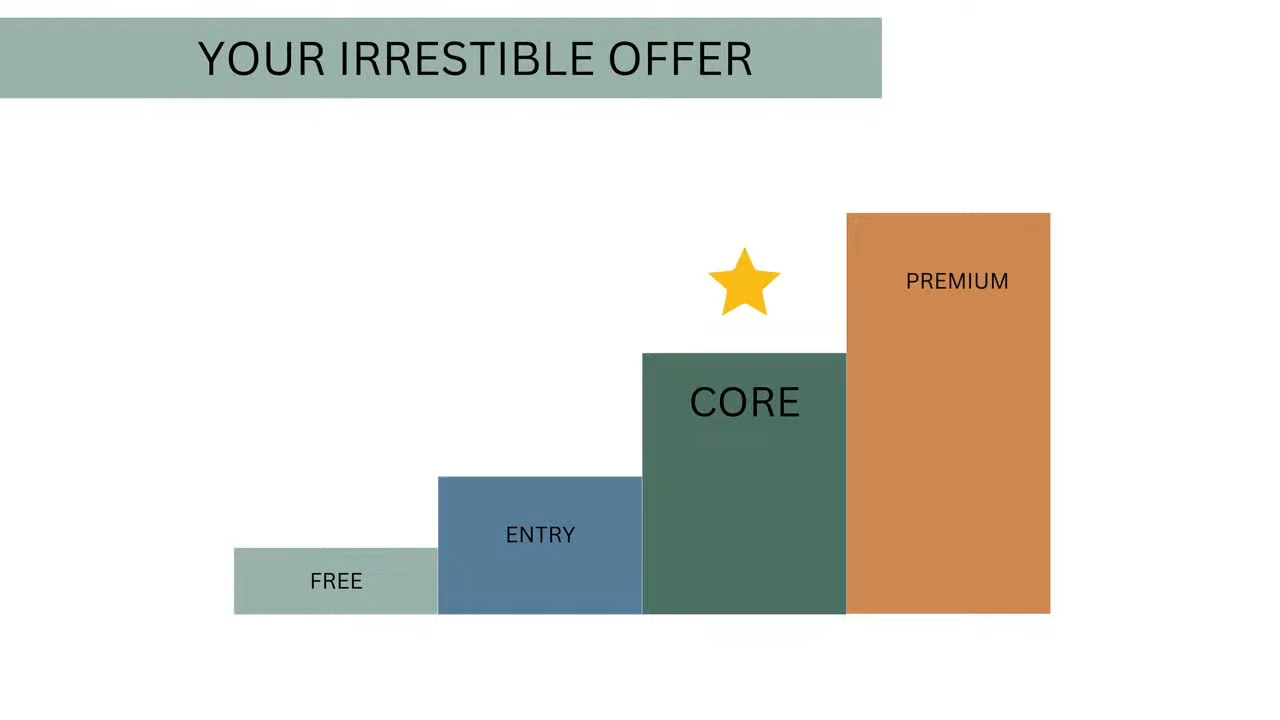 YOUR IRRESTIBLE OFFER
PREMIUM
CORE
ENTRY
FREE